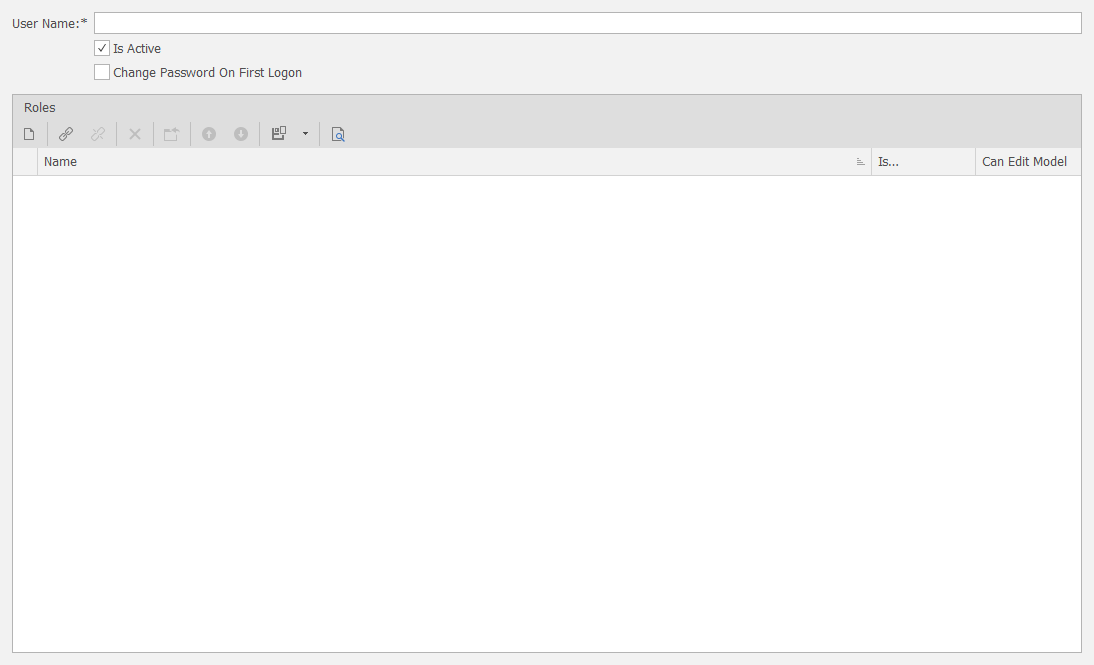 User Name:*
Is Active
Change Password On First Logon
Roles
Name Is... Can Edit Model